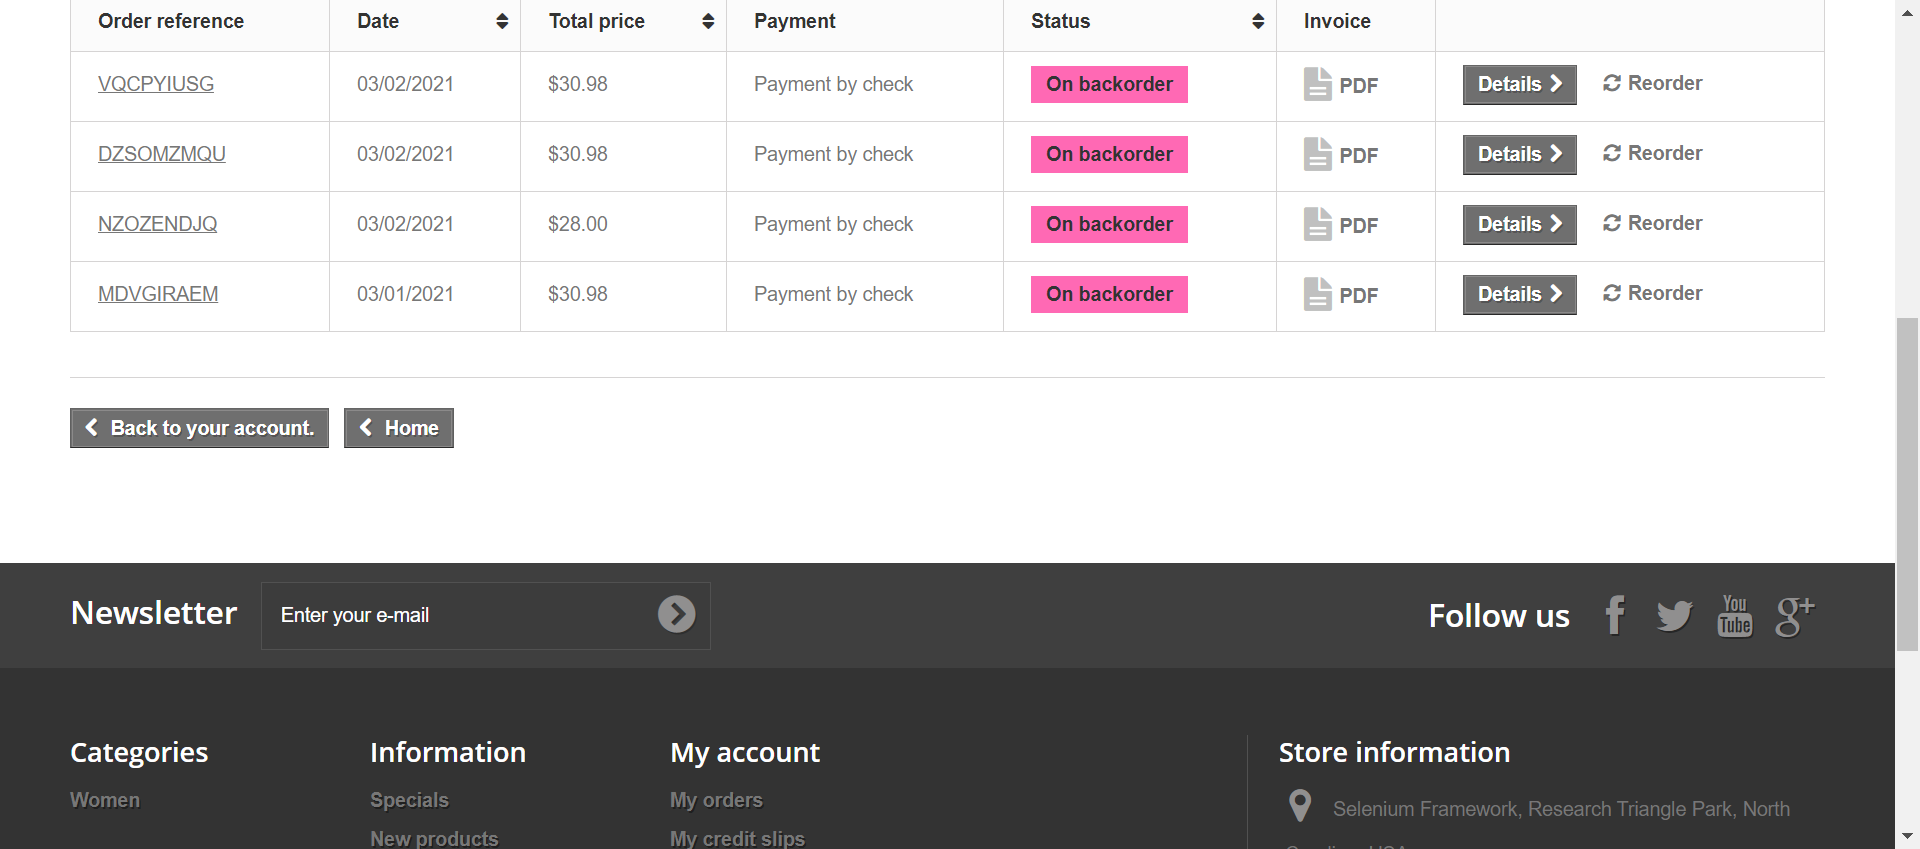 Order reference Date Total price Payment Status Invoice
VQCPYIUSG 03/02/2021 $30.98 Payment by check On backorder PDF Details Reorder
DZSOMZMQU 03/02/2021 $30.98 Payment by check On backorder PDF Details Reorder
NZOZENDJQ 03/02/2021 $28.00 Payment by check On backorder PDF Details Reorder
MDVGIRAEM 03/01/2021 $30.98 Payment by check On backorder PDF Details Reorder
Back to your account. Home
Newsletter Enter your e-mail Follow us f You Tube g+
Categories Information My account Store information
Women Specials My orders Selenium Framework, Research Triangle Park, North
New products My credit slips